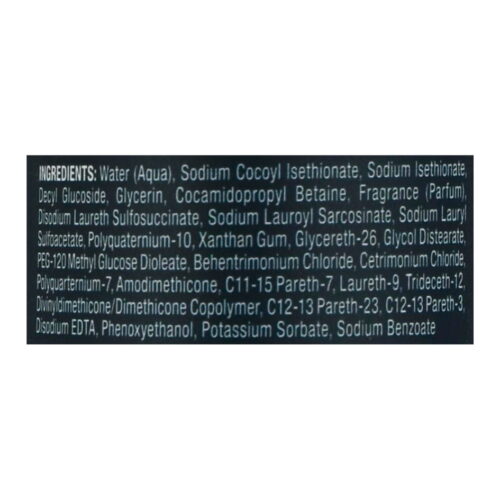 INGREDIENTS: Water (Aqua), Sodium Cocoyl Isethionate, Sodium Isethionate,
Decyl Glucoside, Glycerin, Cocamidopropyl Betaine, Fragrance (Parfum),
Disodium Laureth Sulfosuccinate, Sodium Lauroyl Sarcosinate, Sodium Lauryl
Sulfoacetate, Polyquaternium-10, Xanthan Gum, Glycereth-26, Glycol Distearate,
PEG-120 Methyl Glucose Dioleate, Behentrimonium Chloride, Cetrimonium Chloride,
Polyquaternium-7, Amodimethicone, C11-15 Pareth-7, Laureth-9, Trideceth-12,
Divinyldimethicone/Dimethicone Copolymer, C12-13 Pareth-23, C12-13 Pareth-3,
Disodium EDTA, Phenoxyethanol, Potassium Sorbate, Sodium Benzoate